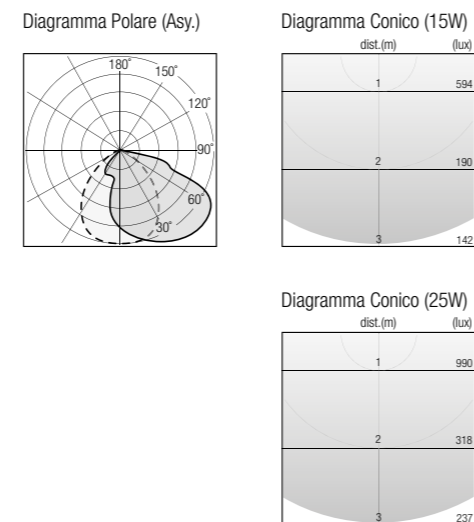 Diagramma Polare (Asy.)
180°
150°
120°
90°
60°
30°
Diagramma Conico (15W)
dist.(m) (lux)
1 594
2 190
3 142
Diagramma Conico (25W)
dist.(m) (lux)
1 990
2 318
3 237